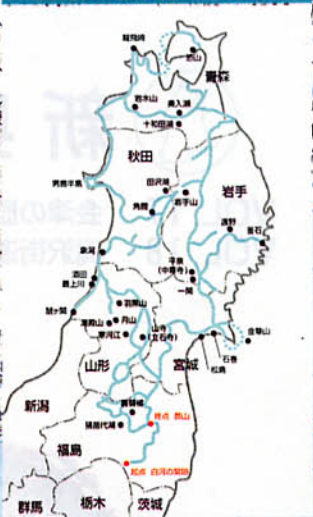 龍飛崎
恐山
青森
岩木山
奥入瀬
十和田湖
秋田
男鹿半島
田沢湖
岩手山
角館
岩手
遠野
釜石
象潟
平泉
(中尊寺)
一関
酒田
最上川
鼠ヶ関
羽黒山
月山
湯殿山
寒河江
山寺
(立石寺)
金華山
石巻
松島
宮城
山形
新潟
裏磐梯
猪苗代湖
終点 郡山
福島
起点 白河の関跡
群馬
栃木
茨城